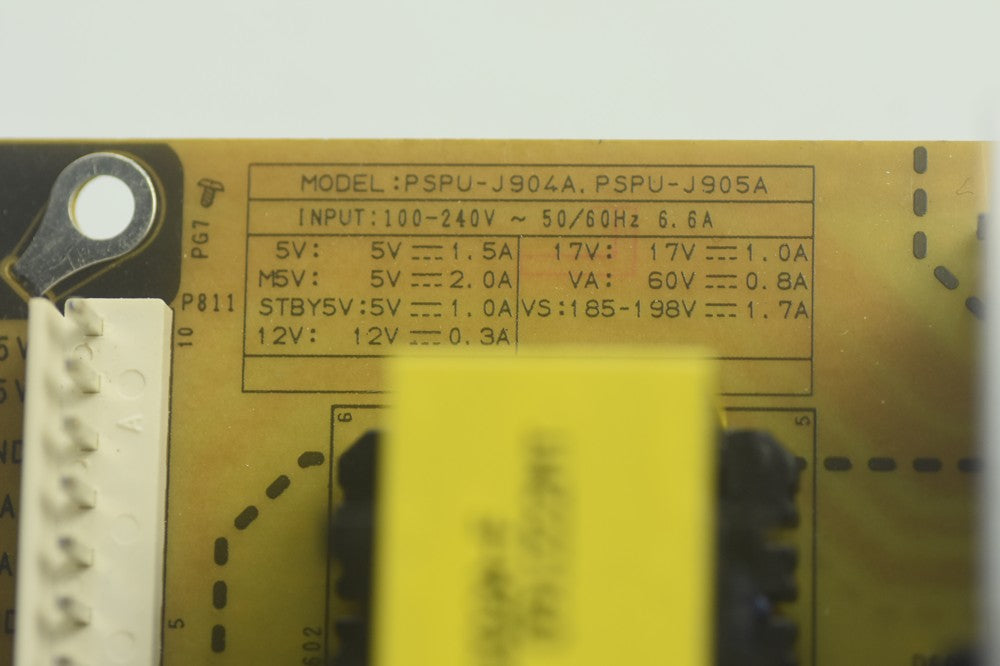 MODEL:PSPU-J904A, PSPU-J905A
INPUT:100-240V ~ 50/60Hz 6.6A
5V: 5V ⎓ 1.5A 17V: 17V ⎓ 1.0A
M5V: 5V ⎓ 2.0A VA: 60V ⎓ 0.8A
STBY5V:5V ⎓ 1.0A VS:185-198V ⎓ 1.7A
12V: 12V ⎓ 0.3A
PG7
P811
10
6
5
A
5
602